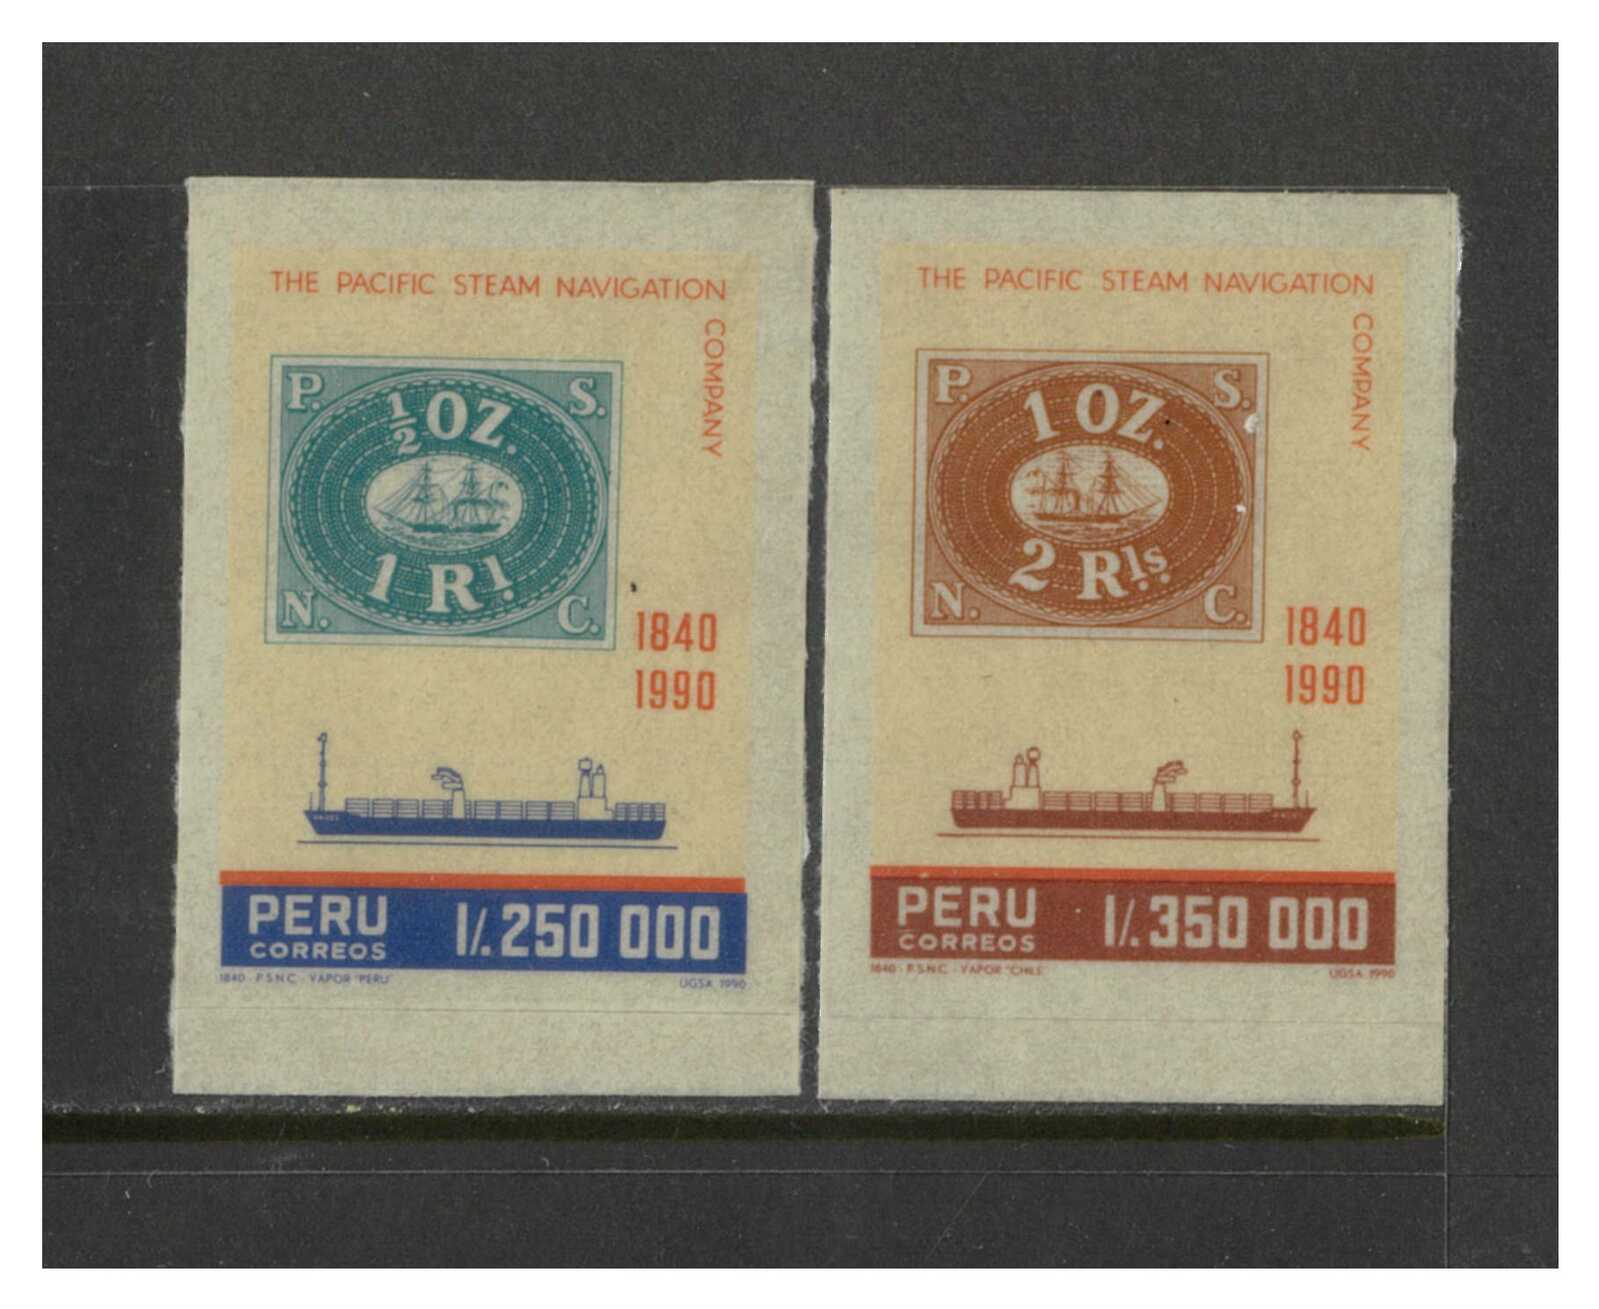 THE PACIFIC STEAM NAVIGATION
COMPANY
P. S.
½ OZ.
1 Rl.
N. C.
1840
1990
PERU
CORREOS
I/. 250 000
1840 - P.S.N.C - VAPOR "PERU"
UGSA 1990
THE PACIFIC STEAM NAVIGATION
COMPANY
P. S.
1 OZ.
2 Rls.
N. C.
1840
1990
PERU
CORREOS
I/. 350 000
1840 - P.S.N.C - VAPOR "CHILE
UGSA 1990